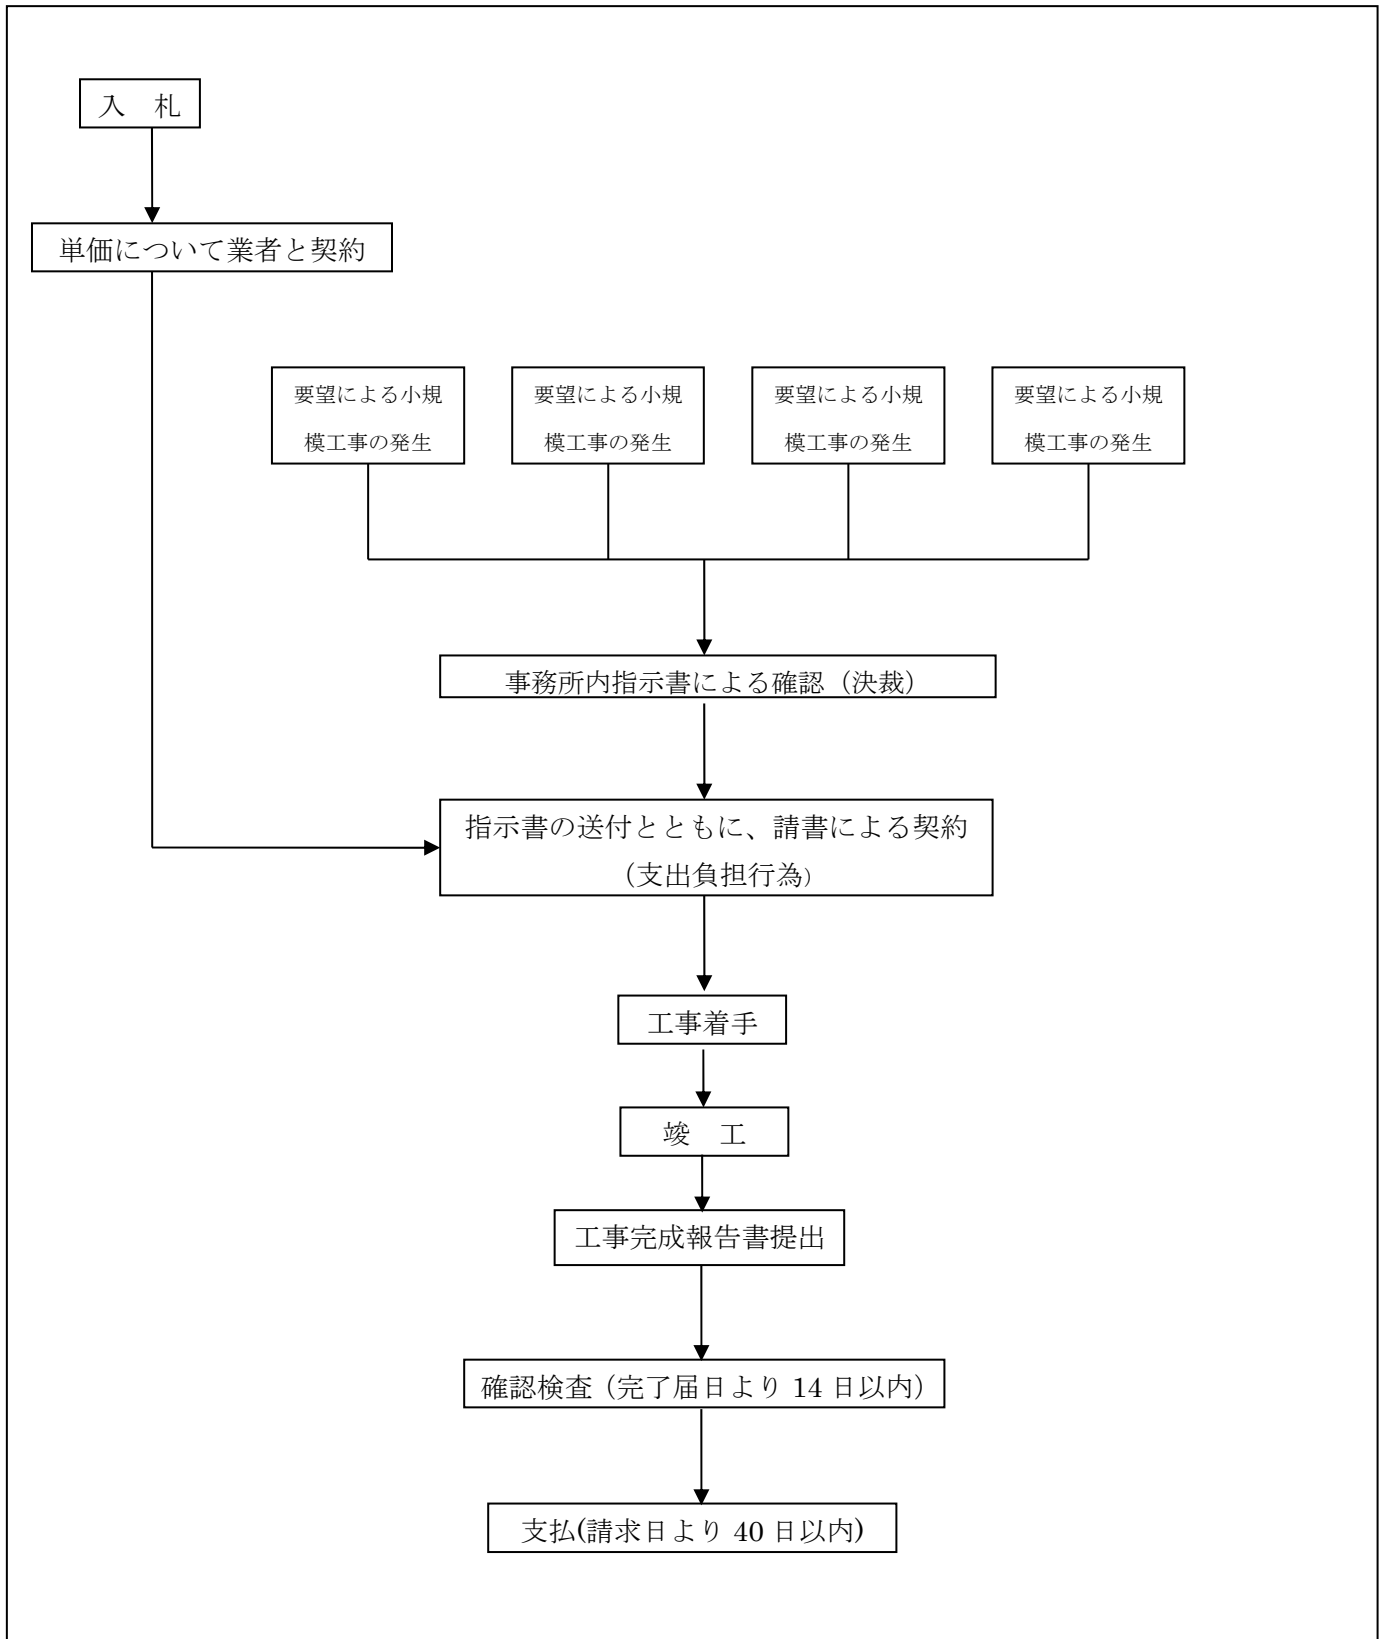 入　札
単価について業者と契約
要望による小規
模工事の発生
要望による小規
模工事の発生
要望による小規
模工事の発生
要望による小規
模工事の発生
事務所内指示書による確認（決裁）
指示書の送付とともに、請書による契約
（支出負担行為）
工事着手
竣　工
工事完成報告書提出
確認検査（完了届日より 14 日以内）
支払(請求日より 40 日以内)